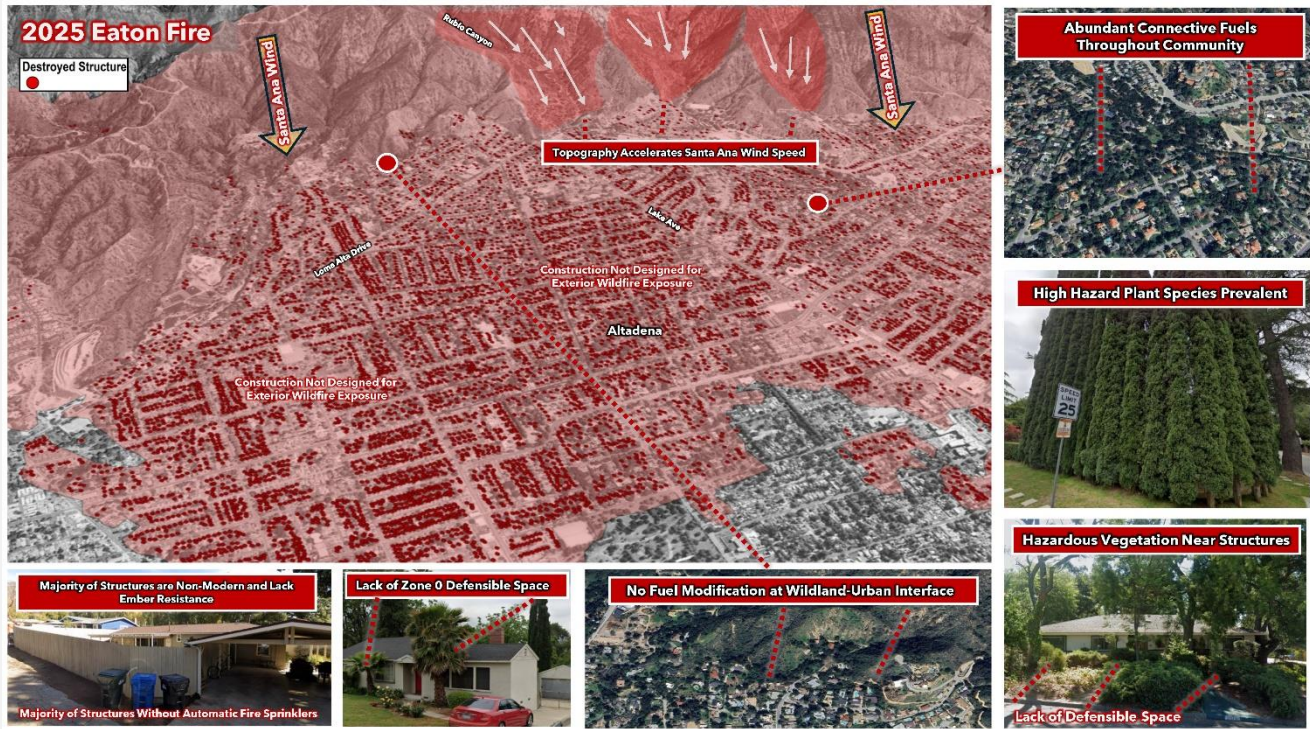 2025 Eaton Fire
Destroyed Structure
Santa Ana Wind
Rubio Canyon
Santa Ana Wind
Topography Accelerates Santa Ana Wind Speed
Lake Ave
Loma Alta Drive
Construction Not Designed for
Exterior Wildfire Exposure
Altadena
Construction Not Designed for
Exterior Wildfire Exposure
Abundant Connective Fuels
Throughout Community
High Hazard Plant Species Prevalent
SPEED
LIMIT
25
Hazardous Vegetation Near Structures
Lack of Defensible Space
Majority of Structures are Non-Modern and Lack
Ember Resistance
Majority of Structures Without Automatic Fire Sprinklers
Lack of Zone 0 Defensible Space
No Fuel Modification at Wildland-Urban Interface